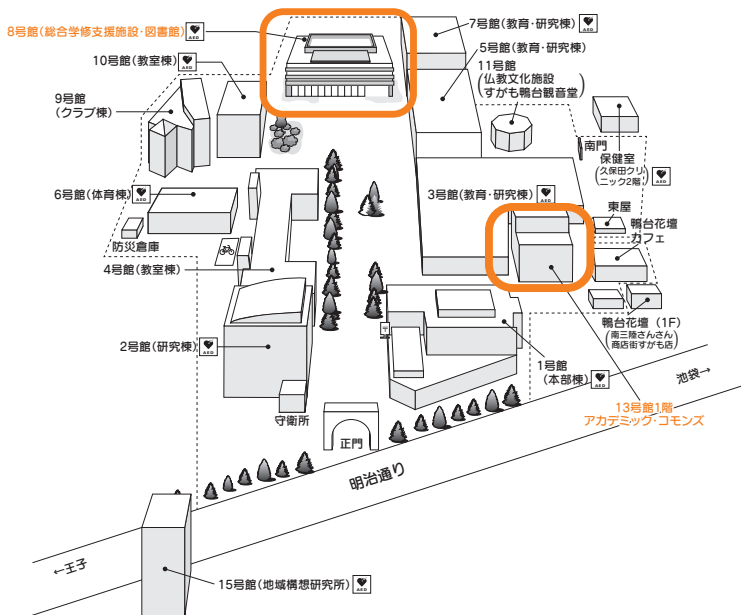 8号館(総合学修支援施設・図書館)
AED
7号館(教育・研究棟)
AED
5号館(教育・研究棟)
10号館(教室棟)
AED
11号館
(仏教文化施設
すがも鴨台観音堂)
9号館
(クラブ棟)
南門
保健室
(久保田クリ
ニック2階)
AED
6号館(体育棟)
AED
3号館(教育・研究棟)
AED
東屋
鴨台花壇
カフェ
防災倉庫
4号館(教室棟)
〒
鴨台花壇(1F)
(南三陸さんさん
商店街すがも店)
2号館(研究棟)
AED
1号館
(本部棟)
AED
池袋→
13号館1階
アカデミック・コモンズ
守衛所
正門
明治通り
←王子
15号館(地域構想研究所)
AED